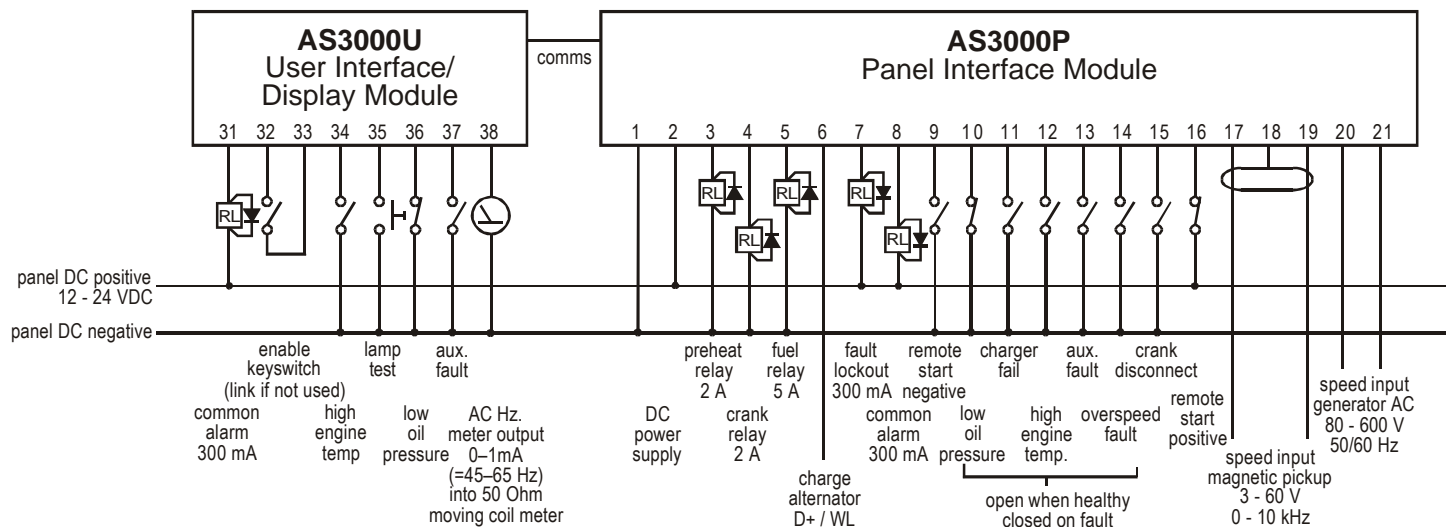 AS3000U
User Interface/
Display Module
comms
AS3000P
Panel Interface Module
31 32 33 34 35 36 37 38
1 2 3 4 5 6 7 8 9 10 11 12 13 14 15 16 17 18 19 20 21
RL
RL
RL
RL
RL
RL
panel DC positive
12 - 24 VDC
panel DC negative
enable
keyswitch
(link if not used)
lamp
test
aux.
fault
common
alarm
300 mA
high
engine
temp
low
oil
pressure
AC Hz.
meter output
0–1mA
(=45–65 Hz)
into 50 Ohm
moving coil meter
preheat
relay
2 A
fuel
relay
5 A
fault
lockout
300 mA
remote
start
negative
charger
fail
aux.
fault
crank
disconnect
DC
power
supply
crank
relay
2 A
charge
alternator
D+ / WL
common
alarm
300 mA
low
oil
pressure
high
engine
temp.
overspeed
fault
open when healthy
closed on fault
remote
start
positive
speed input
magnetic pickup
3 - 60 V
0 - 10 kHz
speed input
generator AC
80 - 600 V
50/60 Hz